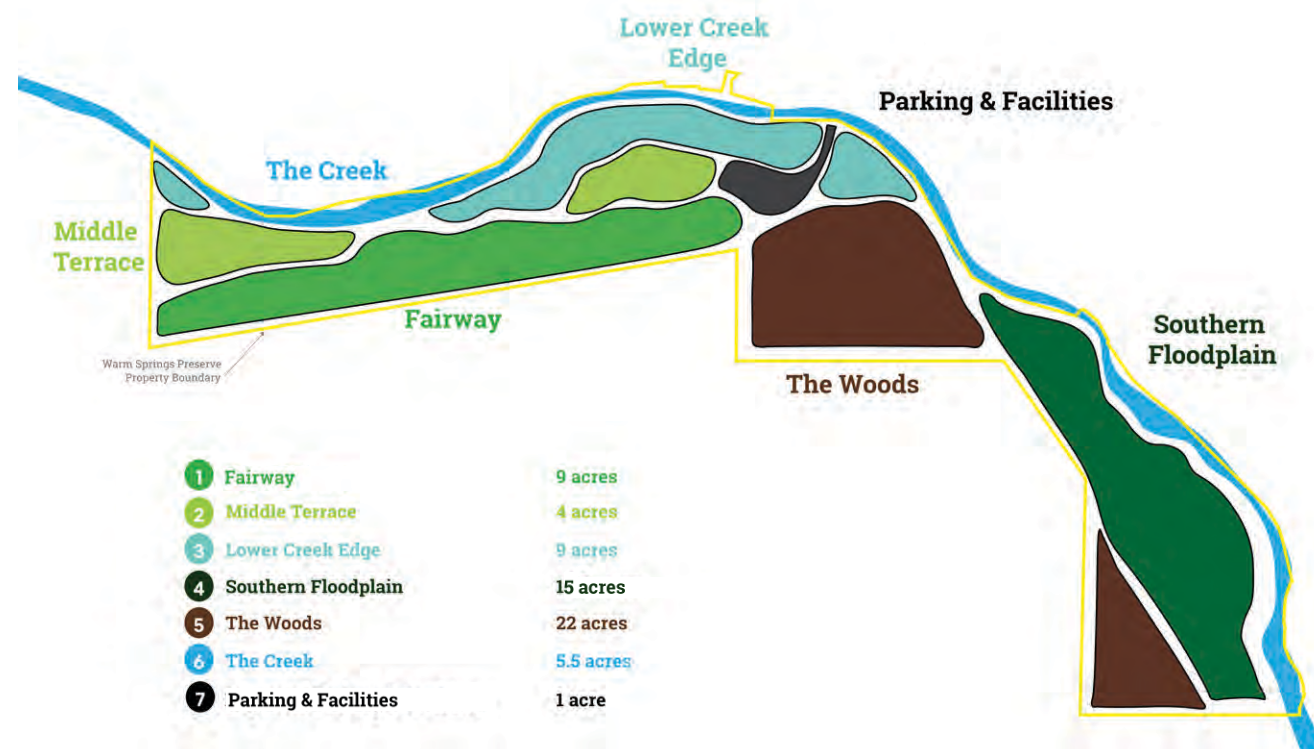 Lower Creek
Edge
Parking & Facilities
The Creek
Middle
Terrace
Fairway
Southern
Floodplain
Warm Springs Preserve
Property Boundary
The Woods
1 Fairway 9 acres
2 Middle Terrace 4 acres
3 Lower Creek Edge 9 acres
4 Southern Floodplain 15 acres
5 The Woods 22 acres
6 The Creek 5.5 acres
7 Parking & Facilities 1 acre